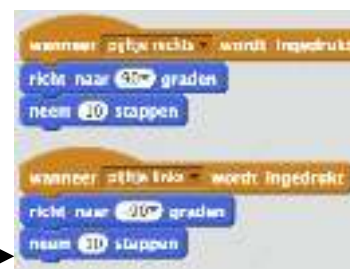 wanneer pijltje rechts wordt ingedrukt
richt naar 90 graden
neem 10 stappen
wanneer pijltje links wordt ingedrukt
richt naar -90 graden
neem 10 stappen